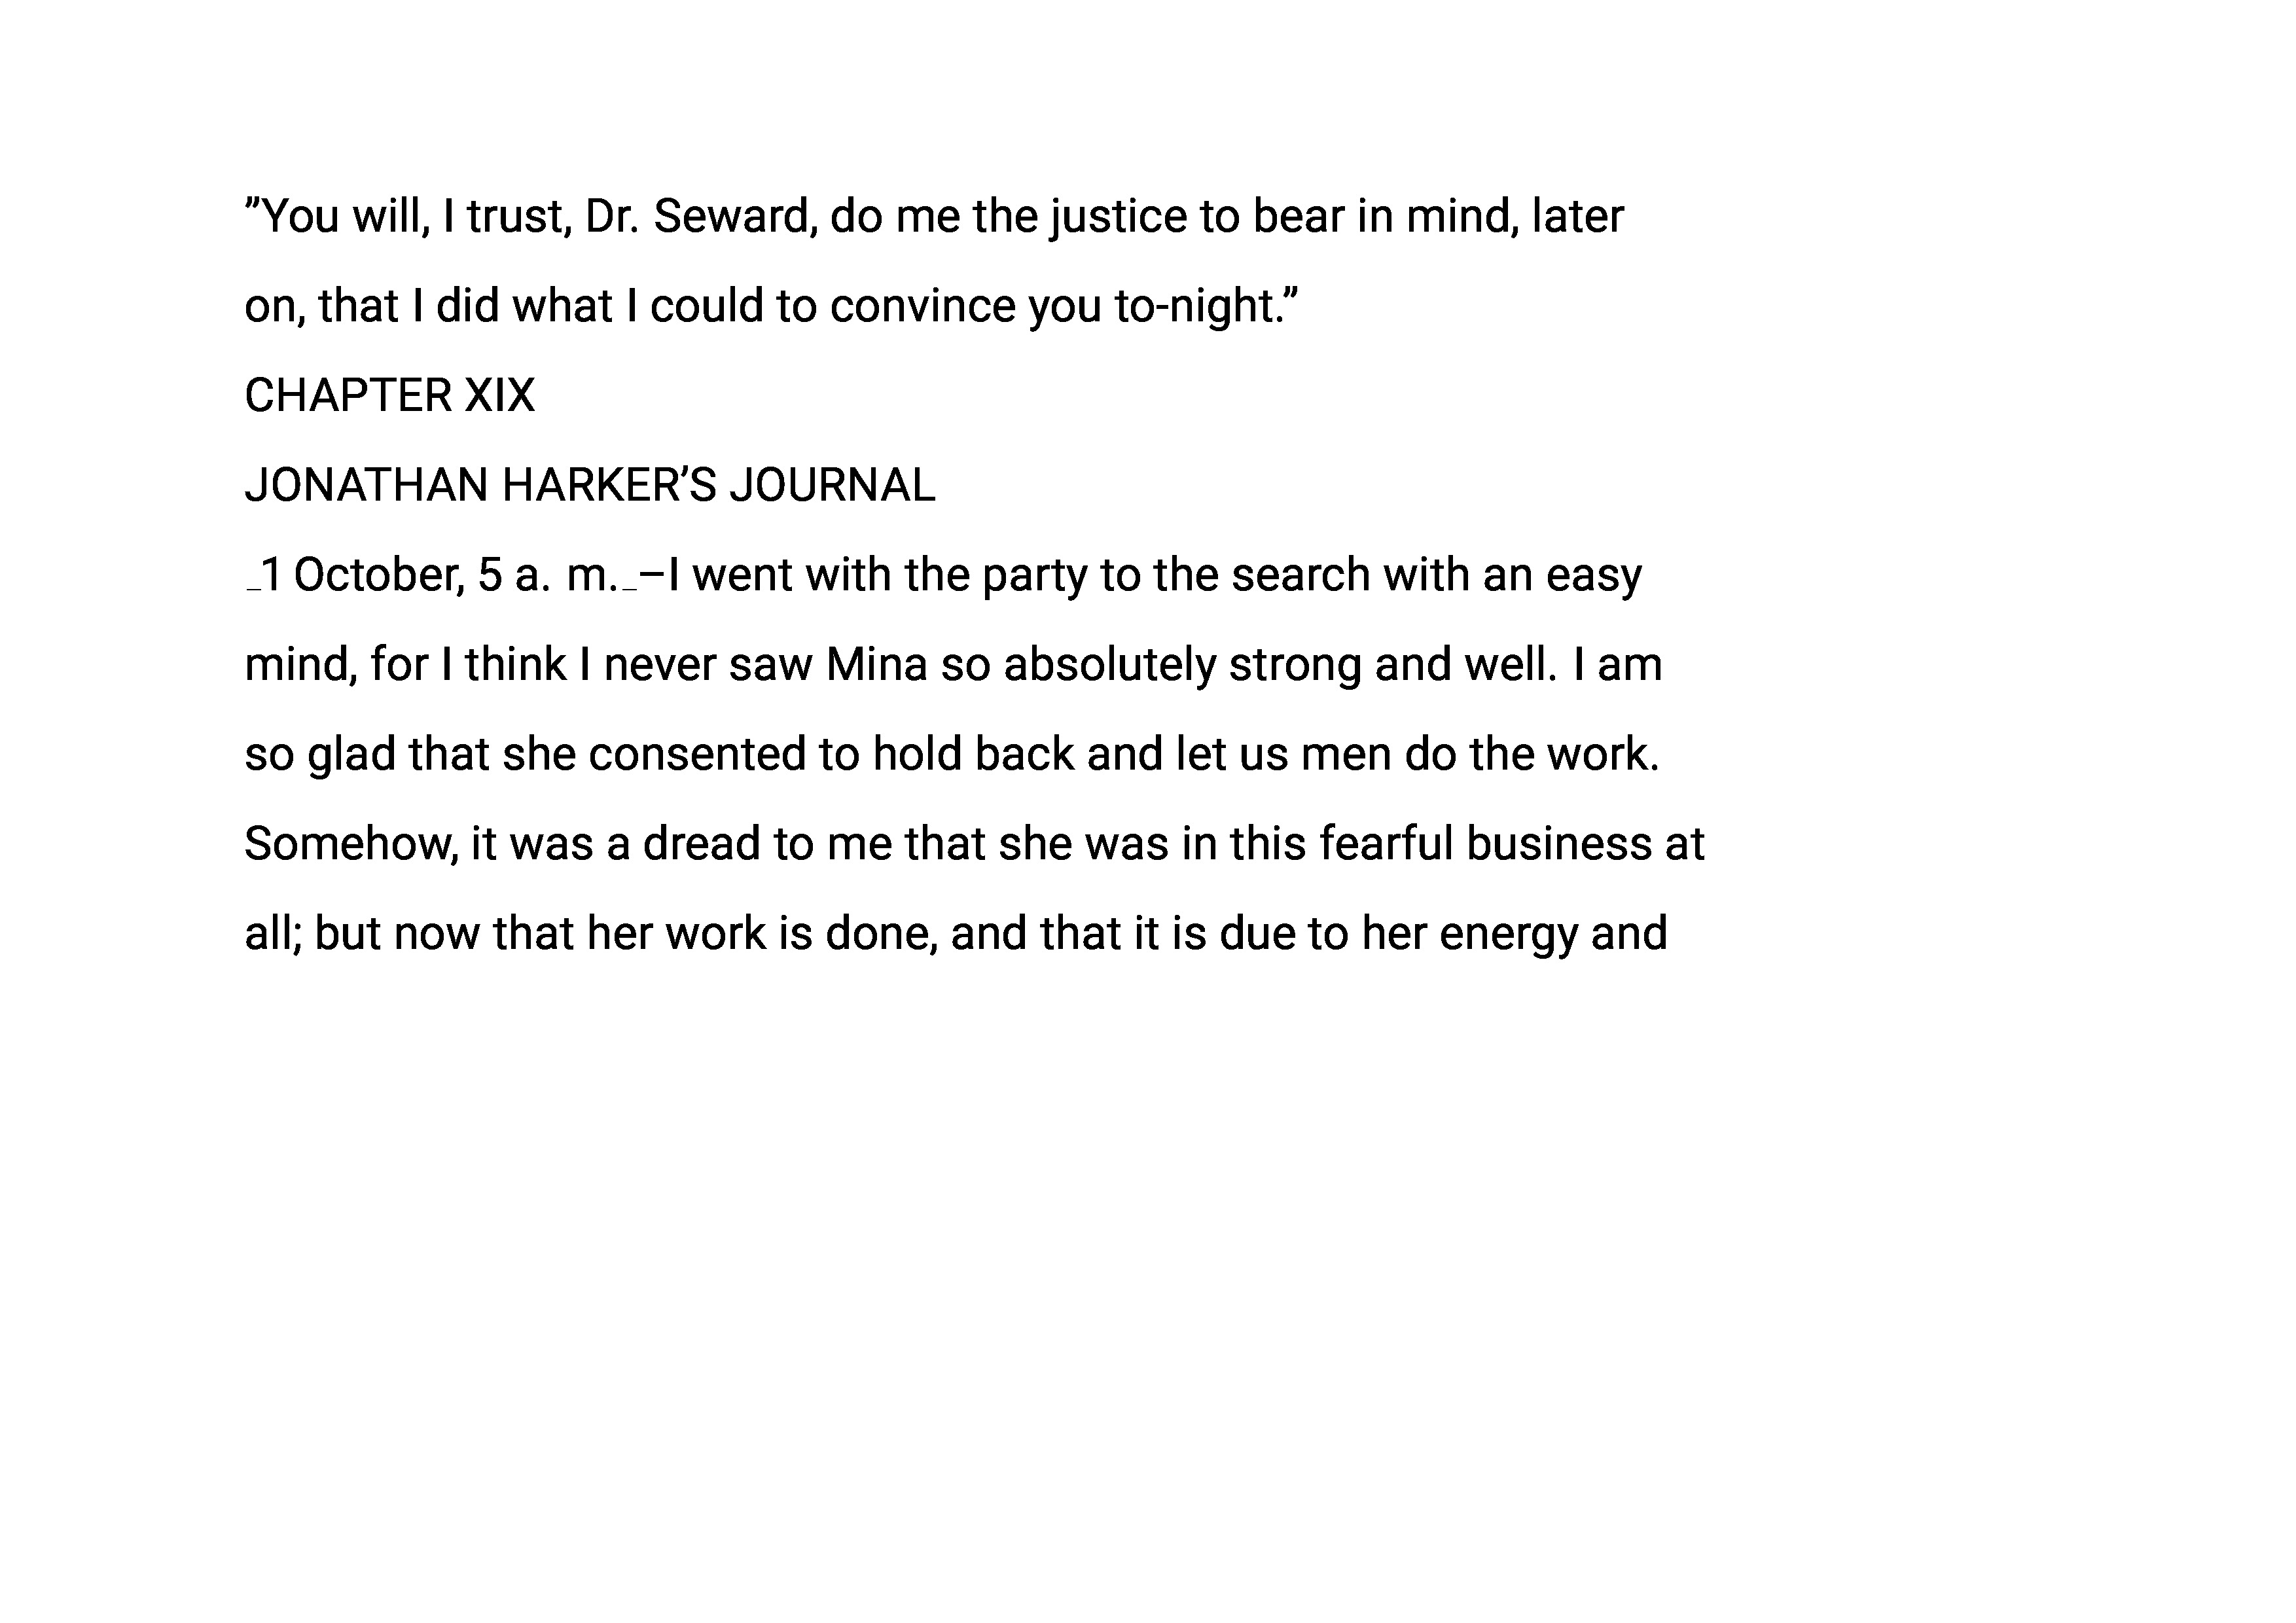 ”You will, I trust, Dr. Seward, do me the justice to bear in mind, later
on, that I did what I could to convince you to-night.”
CHAPTER XIX
JONATHAN HARKER’S JOURNAL
_1 October, 5 a. m._–I went with the party to the search with an easy
mind, for I think I never saw Mina so absolutely strong and well. I am
so glad that she consented to hold back and let us men do the work.
Somehow, it was a dread to me that she was in this fearful business at
all; but now that her work is done, and that it is due to her energy and